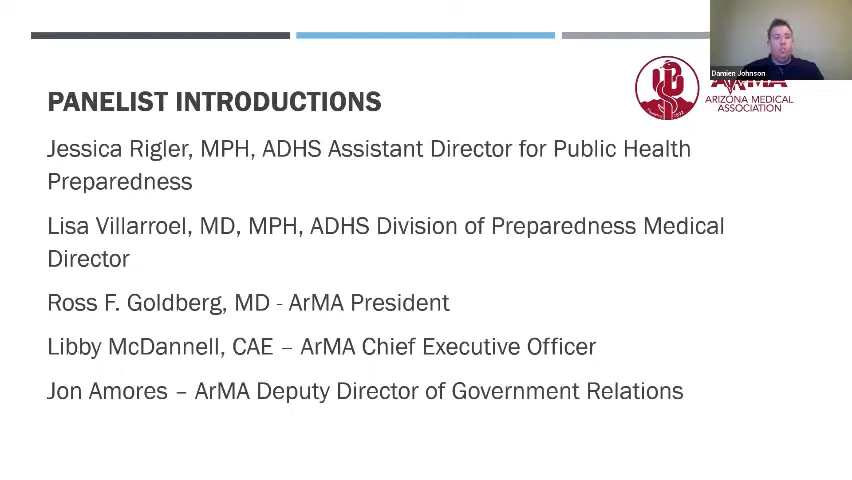 Damien Johnson
ArMA
ARIZONA MEDICAL
ASSOCIATION
PANELIST INTRODUCTIONS
Jessica Rigler, MPH, ADHS Assistant Director for Public Health
Preparedness
Lisa Villarroel, MD, MPH, ADHS Division of Preparedness Medical
Director
Ross F. Goldberg, MD - ArMA President
Libby McDannell, CAE – ArMA Chief Executive Officer
Jon Amores – ArMA Deputy Director of Government Relations